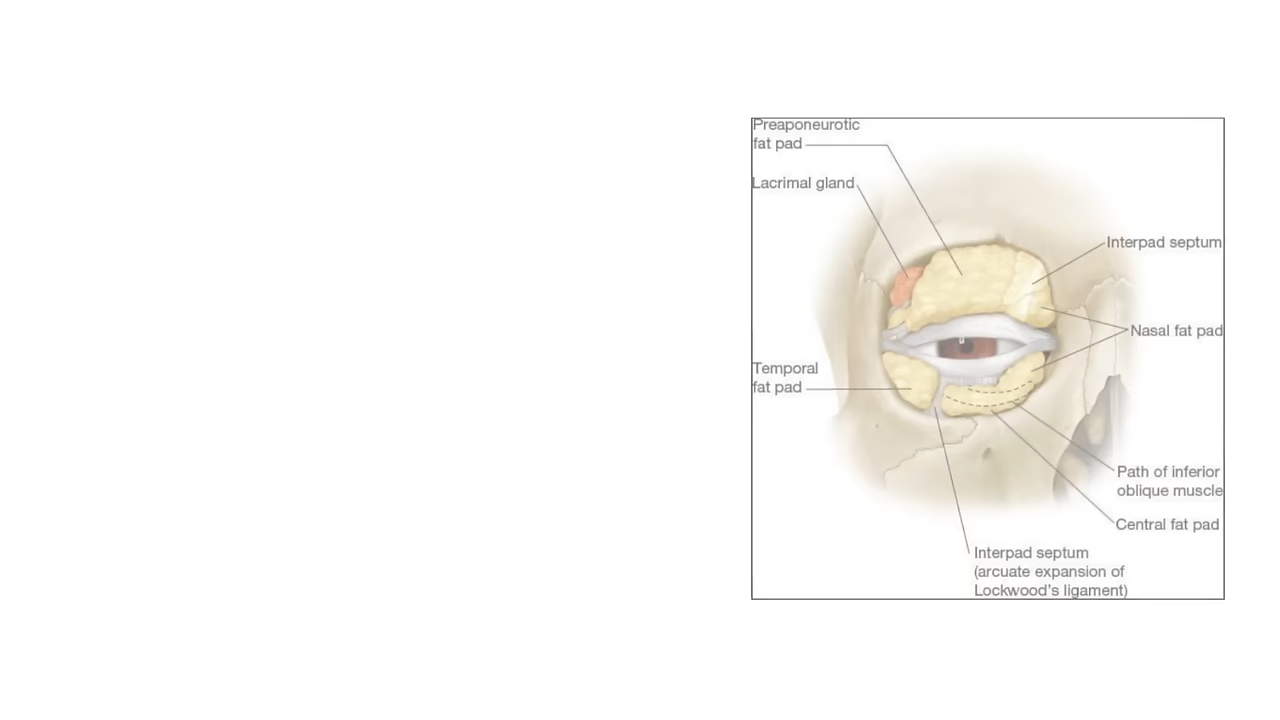 Preaponeurotic
fat pad
Lacrimal gland
Interpad septum
Nasal fat pad
Temporal
fat pad
Path of inferior
oblique muscle
Central fat pad
Interpad septum
(arcuate expansion of
Lockwood's ligament)